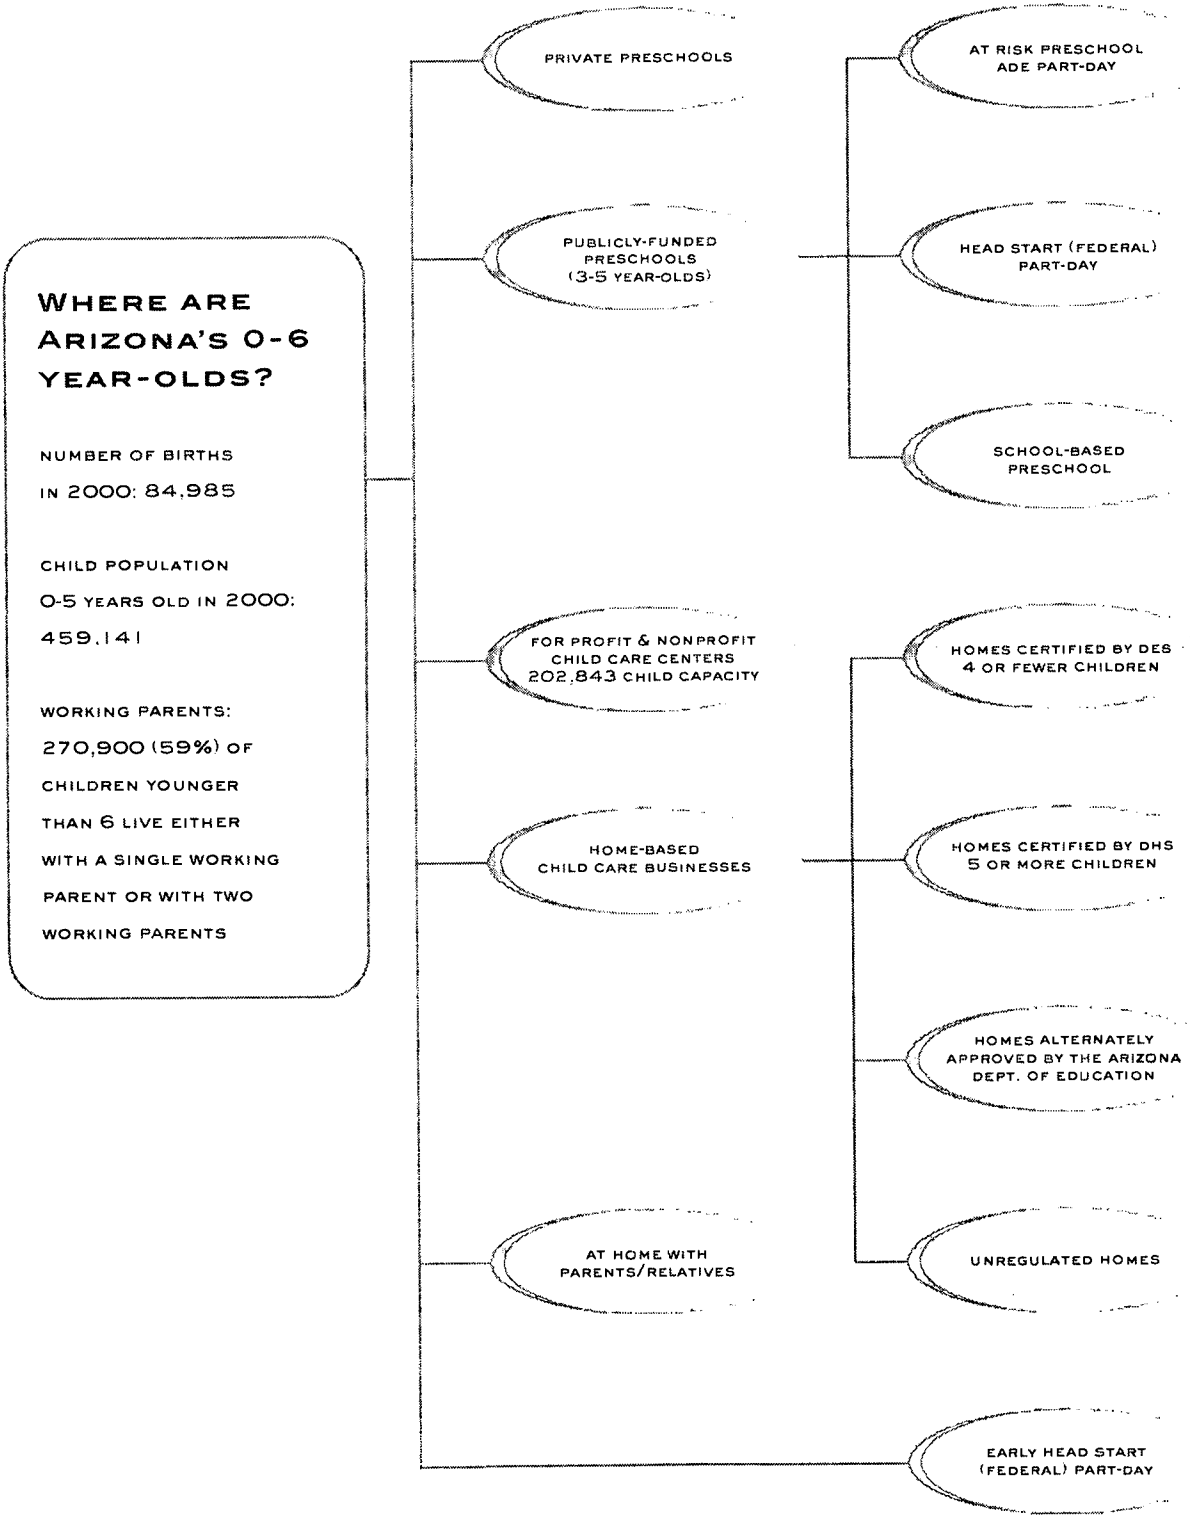 WHERE ARE
ARIZONA'S 0-6
YEAR-OLDS?
NUMBER OF BIRTHS
IN 2000: 84,985
CHILD POPULATION
0-5 YEARS OLD IN 2000:
459,141
WORKING PARENTS:
270,900 (59%) OF
CHILDREN YOUNGER
THAN 6 LIVE EITHER
WITH A SINGLE WORKING
PARENT OR WITH TWO
WORKING PARENTS
PRIVATE PRESCHOOLS
PUBLICLY-FUNDED
PRESCHOOLS
(3-5 YEAR-OLDS)
AT RISK PRESCHOOL
ADE PART-DAY
HEAD START (FEDERAL)
PART-DAY
SCHOOL-BASED
PRESCHOOL
FOR PROFIT & NONPROFIT
CHILD CARE CENTERS
202,843 CHILD CAPACITY
HOME-BASED
CHILD CARE BUSINESSES
HOMES CERTIFIED BY DES
4 OR FEWER CHILDREN
HOMES CERTIFIED BY DHS
5 OR MORE CHILDREN
HOMES ALTERNATELY
APPROVED BY THE ARIZONA
DEPT. OF EDUCATION
UNREGULATED HOMES
AT HOME WITH
PARENTS/RELATIVES
EARLY HEAD START
(FEDERAL) PART-DAY